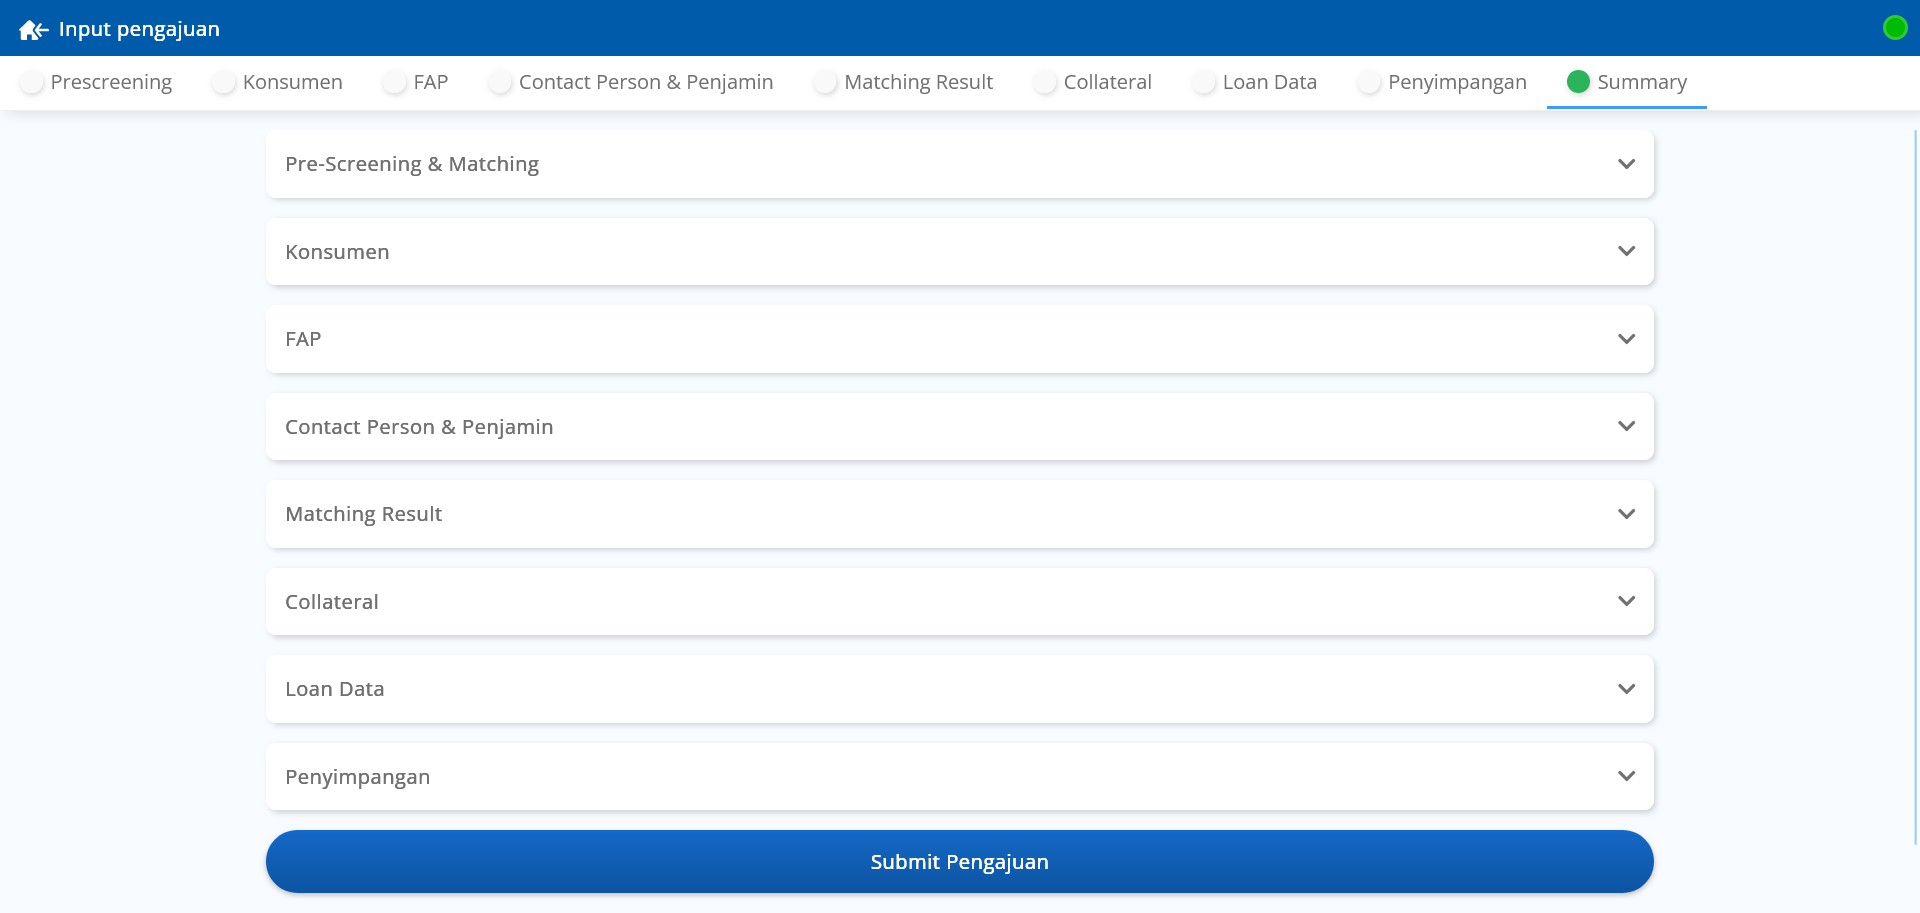 Input pengajuan
Prescreening Konsumen FAP Contact Person & Penjamin Matching Result Collateral Loan Data Penyimpangan Summary
Pre-Screening & Matching
Konsumen
FAP
Contact Person & Penjamin
Matching Result
Collateral
Loan Data
Penyimpangan
Submit Pengajuan